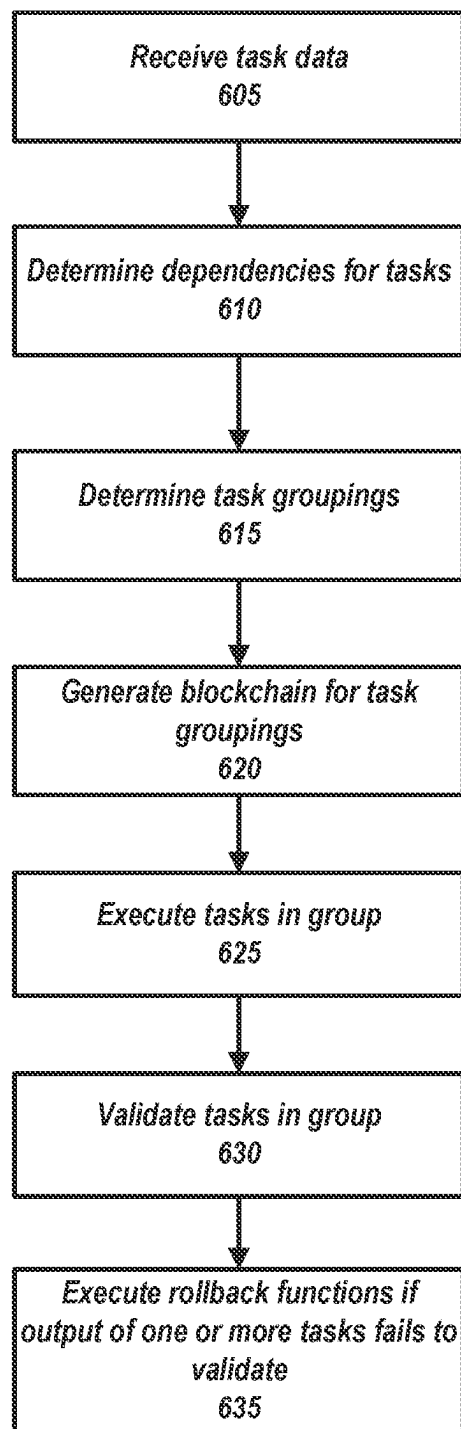 Receive task data
605
Determine dependencies for tasks
610
Determine task groupings
615
Generate blockchain for task
groupings
620
Execute tasks in group
625
Validate tasks in group
630
Execute rollback functions if
output of one or more tasks fails to
validate
635